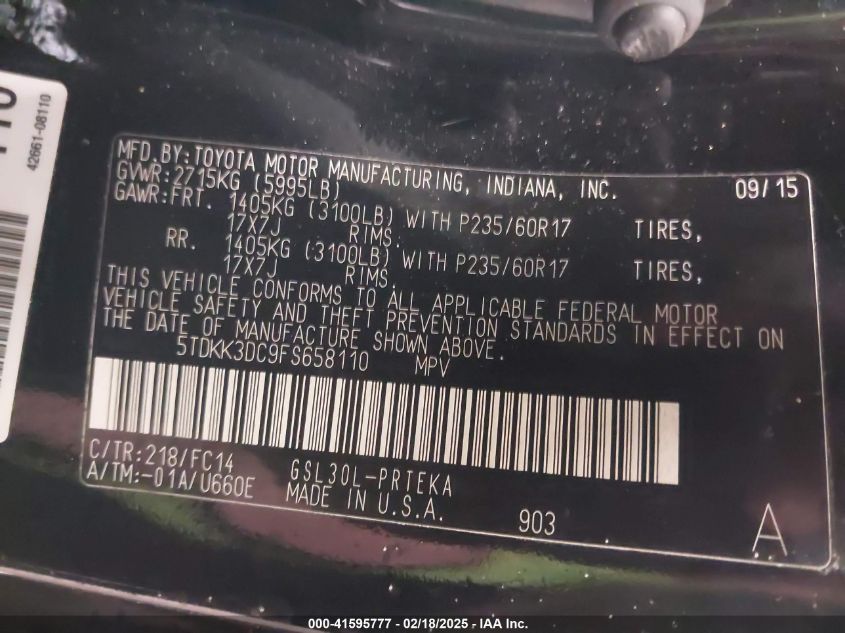 42661-08110
MFD.BY:TOYOTA MOTOR MANUFACTURING, INDIANA, INC. 09/15
GVWR:2715KG (5995LB)
GAWR:FRT. 1405KG (3100LB) WITH P235/60R17 TIRES,
17X7J RIMS.
RR. 1405KG (3100LB) WITH P235/60R17 TIRES,
17X7J RIMS.
THIS VEHICLE CONFORMS TO ALL APPLICABLE FEDERAL MOTOR
VEHICLE SAFETY AND THEFT PREVENTION STANDARDS IN EFFECT ON
THE DATE OF MANUFACTURE SHOWN ABOVE.
5TDKK3DC9FS658110 MPV
C/TR:218/FC14 GSL30L-PRTEKA
A/TM:-01A/U660E MADE IN U.S.A. 903 A
000-41595777 - 02/18/2025 - IAA Inc.